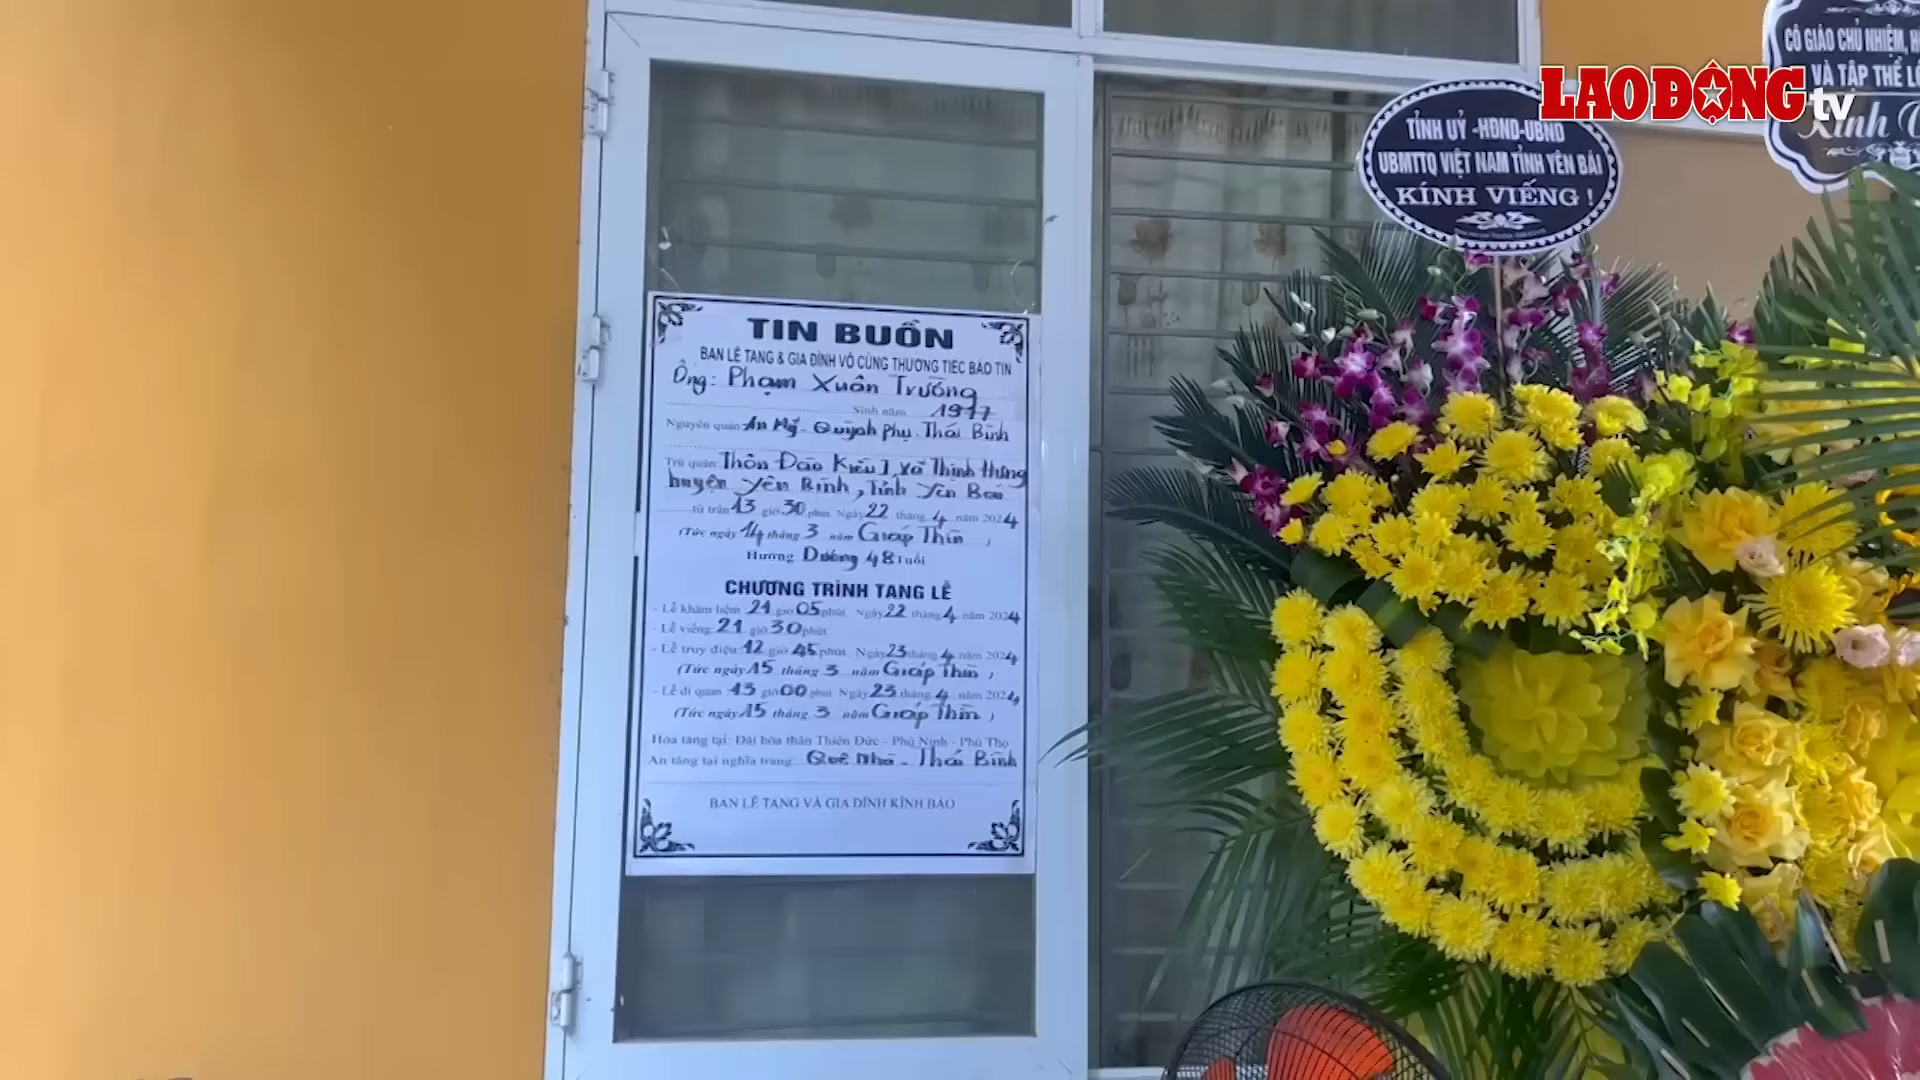 LAO ĐỘNG tv
CÔ GIÁO CHỦ NHIỆM,
VÀ TẬP THỂ
Kính
TỈNH UỶ -HĐND-UBND
UBMTTQ VIỆT NAM TỈNH YÊN BÁI
KÍNH VIẾNG !
TIN BUỒN
BAN LỄ TANG & GIA ĐÌNH VÔ CÙNG THƯƠNG TIẾC BÁO TIN
Ông: Phạm Xuân Trường
Sinh năm 1977
Nguyên quán An Mỹ - Quỳnh Phụ - Thái Bình
Trú quán Thôn Đào Kiều 1, xã Thịnh Hưng
huyện Yên Bình, Tỉnh Yên Bái
từ trần 13 giờ 30 phút. Ngày 22 tháng 4 năm 2024
(Tức ngày 14 tháng 3 năm Giáp Thìn )
Hưởng Dương 48 Tuổi
CHƯƠNG TRÌNH TANG LỄ
- Lễ khâm liệm 21 giờ 05 phút. Ngày 22 tháng 4 năm 2024
- Lễ viếng: 21 giờ 30 phút
- Lễ truy điệu: 12 giờ 45 phút. Ngày 23 tháng 4 năm 2024
(Tức ngày 15 tháng 3 năm Giáp Thìn )
- Lễ di quan 13 giờ 00 phút Ngày 23 tháng 4 năm 2024
(Tức ngày 15 tháng 3 năm Giáp Thìn )
Hỏa táng tại: Đài hóa thân Thiên Đức - Phù Ninh - Phú Thọ
An táng tại nghĩa trang: Quê Nhà - Thái Bình
BAN LỄ TANG VÀ GIA ĐÌNH KÍNH BÁO